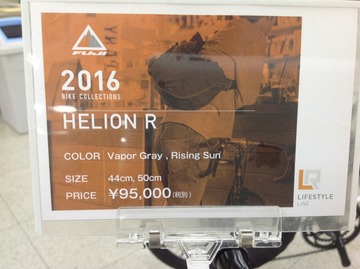 FUJI
2016
BIKE COLLECTIONS
HELION R
COLOR Vapor Gray , Rising Sun
SIZE 44cm, 50cm
PRICE ¥95,000(税別)
LR
LIFESTYLE
LINE